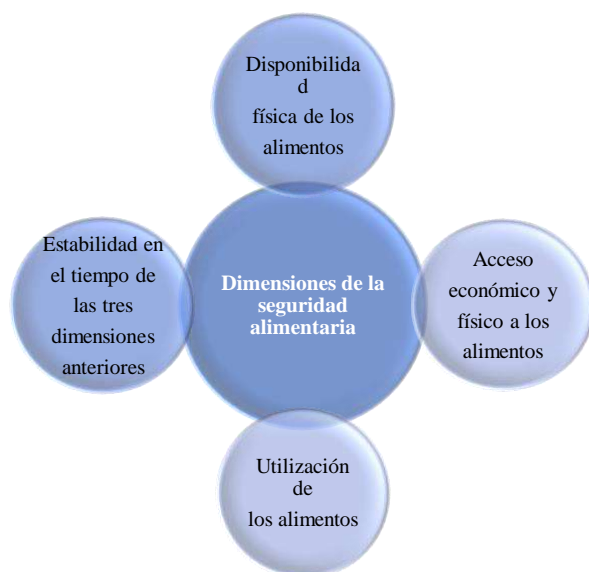 Disponibilida
d
física de los
alimentos
Estabilidad en
el tiempo de
las tres
dimensiones
anteriores
Dimensiones de la
seguridad
alimentaria
Acceso
económico y
físico a los
alimentos
Utilización
de
los alimentos